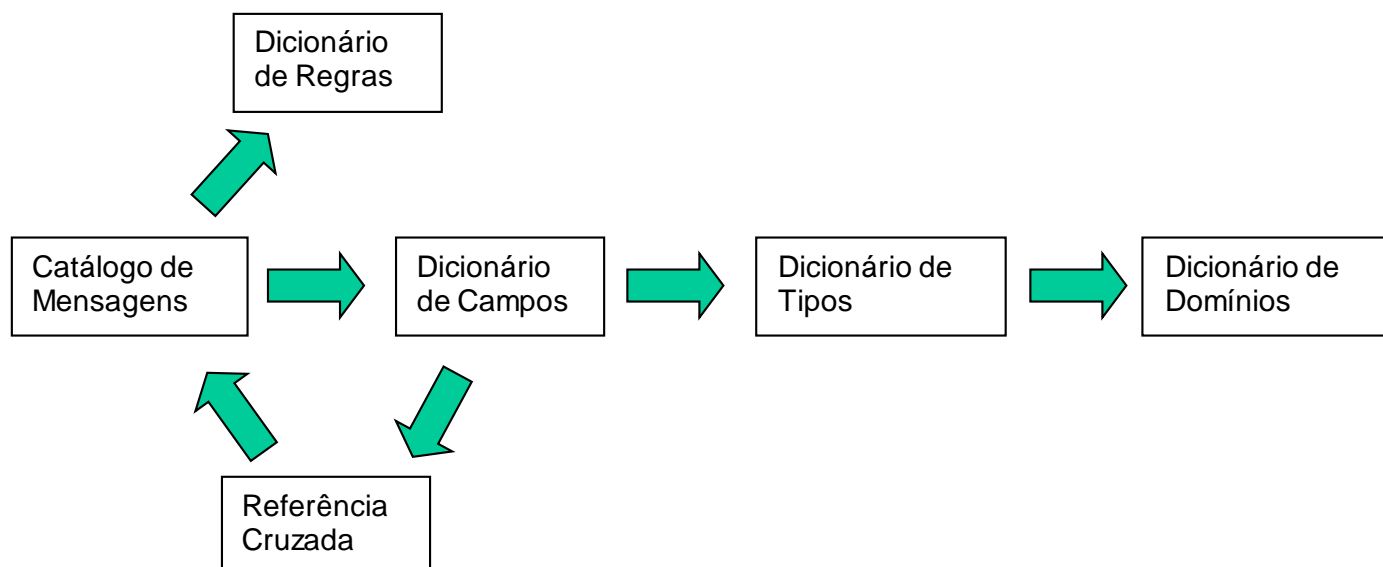 Dicionário
de Regras
Catálogo de
Mensagens
Dicionário
de Campos
Dicionário de
Tipos
Dicionário de
Domínios
Referência
Cruzada